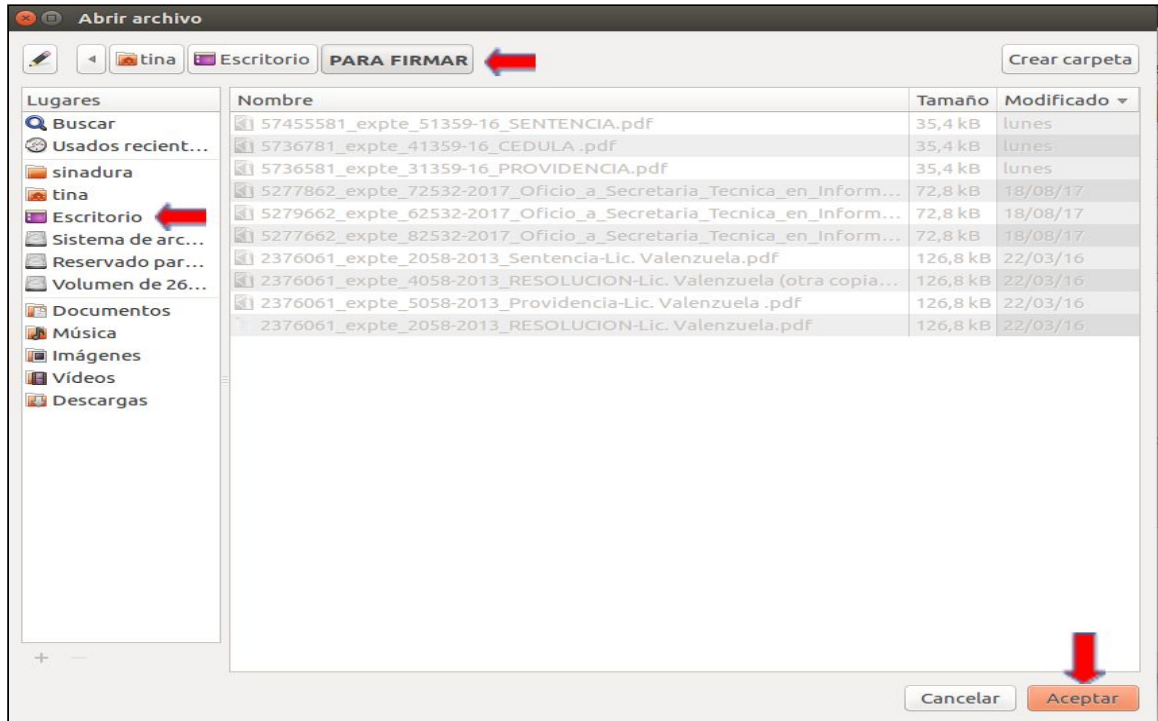 Abrir archivo
tina Escritorio PARA FIRMAR Crear carpeta
Lugares Nombre Tamaño Modificado
Buscar 57455581_expte_51359-16_SENTENCIA.pdf 35,4 kB lunes
Usados recient... 5736781_expte_41359-16_CEDULA .pdf 35,4 kB lunes
sinadura 5736581_expte_31359-16_PROVIDENCIA.pdf 35,4 kB lunes
tina 5277862_expte_72532-2017_Oficio_a_Secretaria_Tecnica_en_Inform... 72,8 kB 18/08/17
Escritorio 5279662_expte_62532-2017_Oficio_a_Secretaria_Tecnica_en_Inform... 72,8 kB 18/08/17
Sistema de arc... 5277662_expte_82532-2017_Oficio_a_Secretaria_Tecnica_en_Inform... 72,8 kB 18/08/17
Reservado par... 2376061_expte_2058-2013_Sentencia-Lic. Valenzuela.pdf 126,8 kB 22/03/16
Volumen de 26... 2376061_expte_4058-2013_RESOLUCION-Lic. Valenzuela (otra copia... 126,8 kB 22/03/16
Documentos 2376061_expte_5058-2013_Providencia-Lic. Valenzuela .pdf 126,8 kB 22/03/16
Música 2376061_expte_2058-2013_RESOLUCION-Lic. Valenzuela.pdf 126,8 kB 22/03/16
Imágenes
Vídeos
Descargas
Cancelar Aceptar